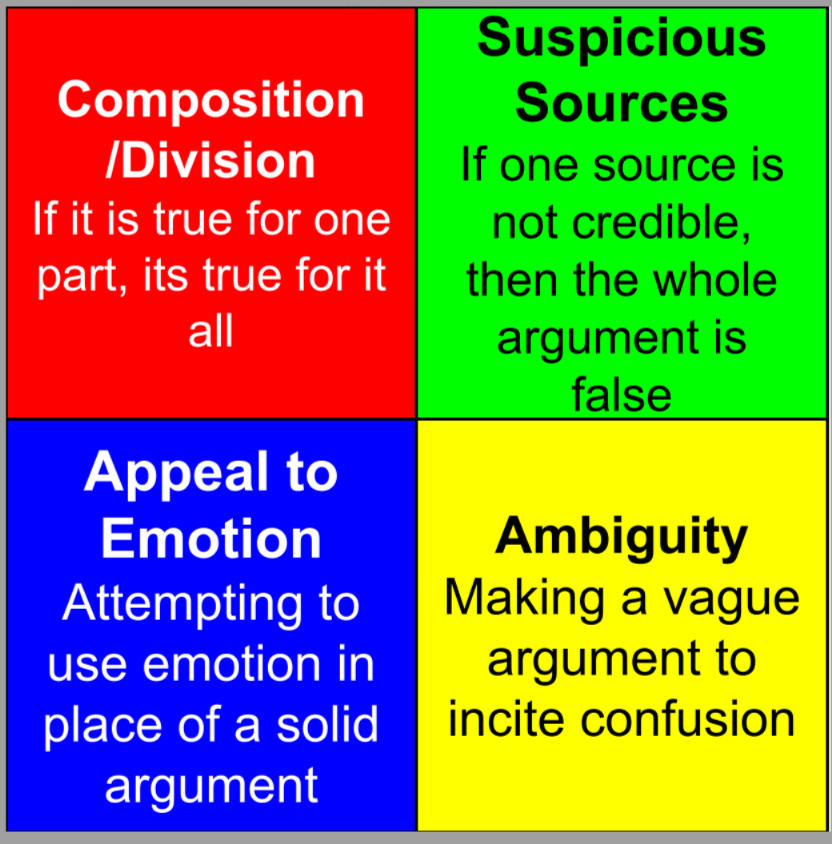 Composition
/Division
If it is true for one
part, its true for it
all
Suspicious
Sources
If one source is
not credible,
then the whole
argument is
false
Appeal to
Emotion
Attempting to
use emotion in
place of a solid
argument
Ambiguity
Making a vague
argument to
incite confusion